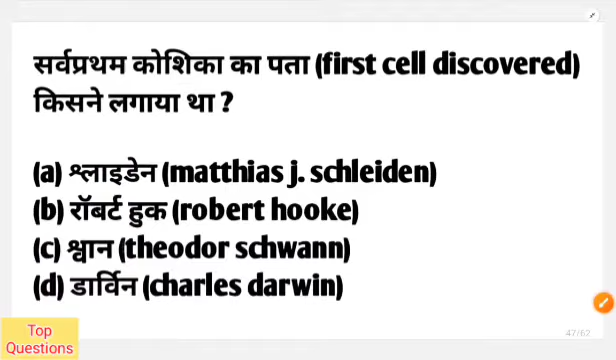 सर्वप्रथम कोशिका का पता (first cell discovered)
किसने लगाया था ?
(a) श्लाइडेन (matthias j. schleiden)
(b) रॉबर्ट हुक (robert hooke)
(c) श्वान (theodor schwann)
(d) डार्विन (charles darwin)
Top
Questions
47/62